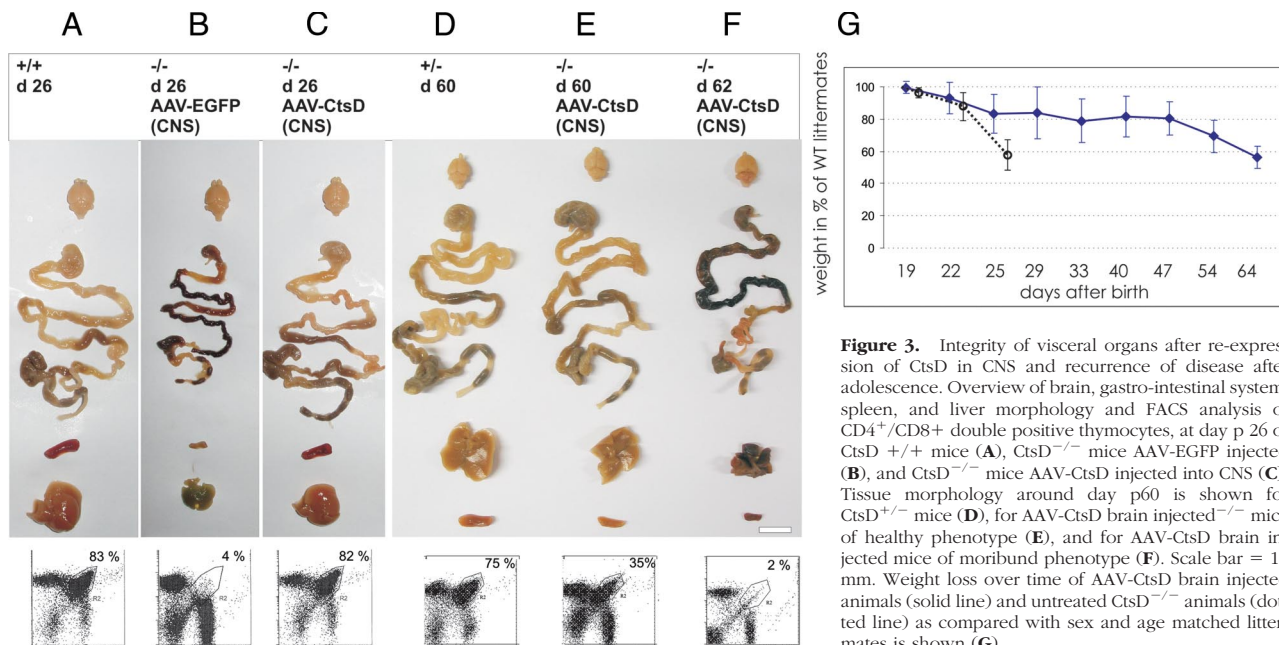 A B C D E F G
+/+
d 26
-/-
d 26
AAV-EGFP
(CNS)
-/-
d 26
AAV-CtsD
(CNS)
+/-
d 60
-/-
d 60
AAV-CtsD
(CNS)
-/-
d 62
AAV-CtsD
(CNS)
83 %
R2
4 %
R2
82 %
R2
75 %
R2
35%
R2
2 %
R2
weight in % of WT littermates
100
80
60
40
20
0
19 22 25 29 33 40 47 54 64
days after birth
Figure 3. Integrity of visceral organs after re-expres-
sion of CtsD in CNS and recurrence of disease afte
adolescence. Overview of brain, gastro-intestinal system
spleen, and liver morphology and FACS analysis o
CD4⁺/CD8+ double positive thymocytes, at day p 26 o
CtsD +/+ mice (A), CtsD⁻/⁻ mice AAV-EGFP injecte
(B), and CtsD⁻/⁻ mice AAV-CtsD injected into CNS (C)
Tissue morphology around day p60 is shown fo
CtsD⁺/⁻ mice (D), for AAV-CtsD brain injected⁻/⁻ mic
of healthy phenotype (E), and for AAV-CtsD brain in
jected mice of moribund phenotype (F). Scale bar = 1
mm. Weight loss over time of AAV-CtsD brain injecte
animals (solid line) and untreated CtsD⁻/⁻ animals (dot
ted line) as compared with sex and age matched litter
mates is shown (G).